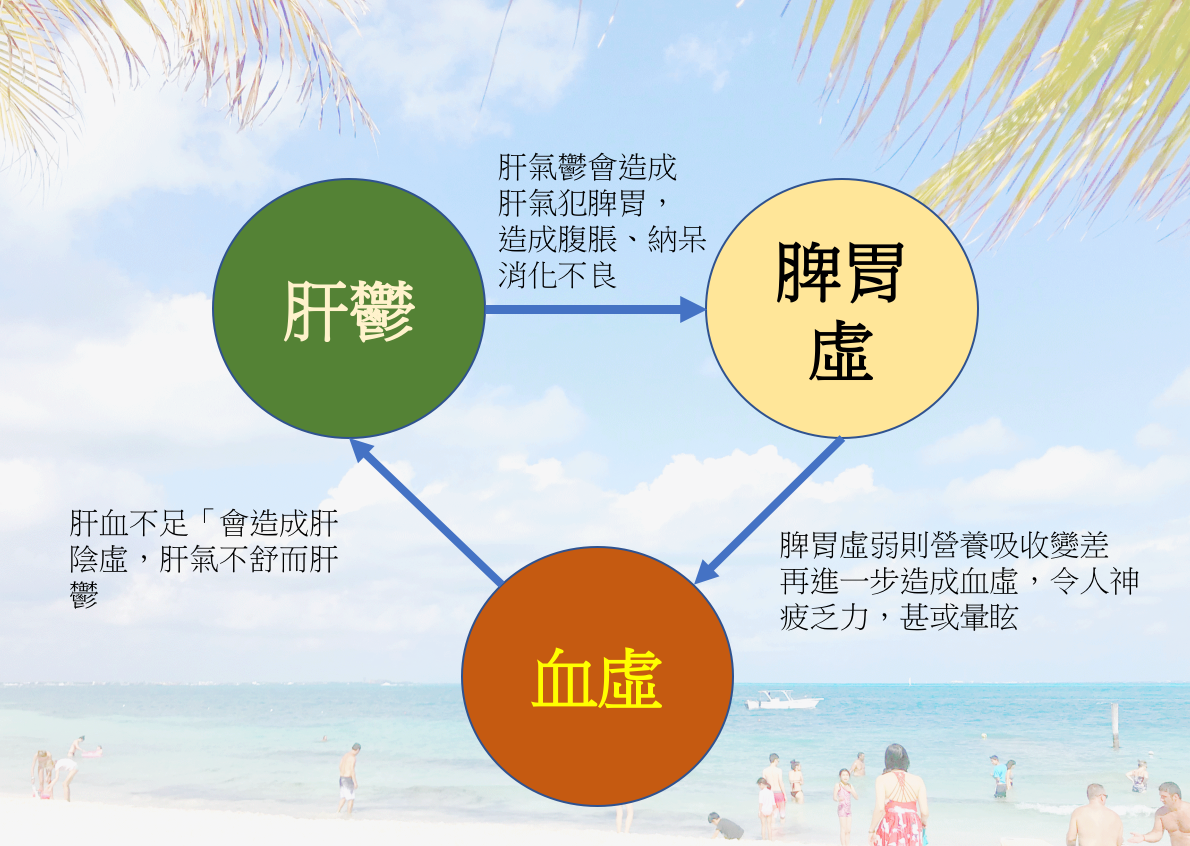 肝氣鬱會造成
肝氣犯脾胃，
造成腹脹、納呆
消化不良
肝鬱
脾胃
虛
肝血不足「會造成肝
陰虛，肝氣不舒而肝
鬱
脾胃虛弱則營養吸收變差
再進一步造成血虛，令人神
疲乏力，甚或暈眩
血虛